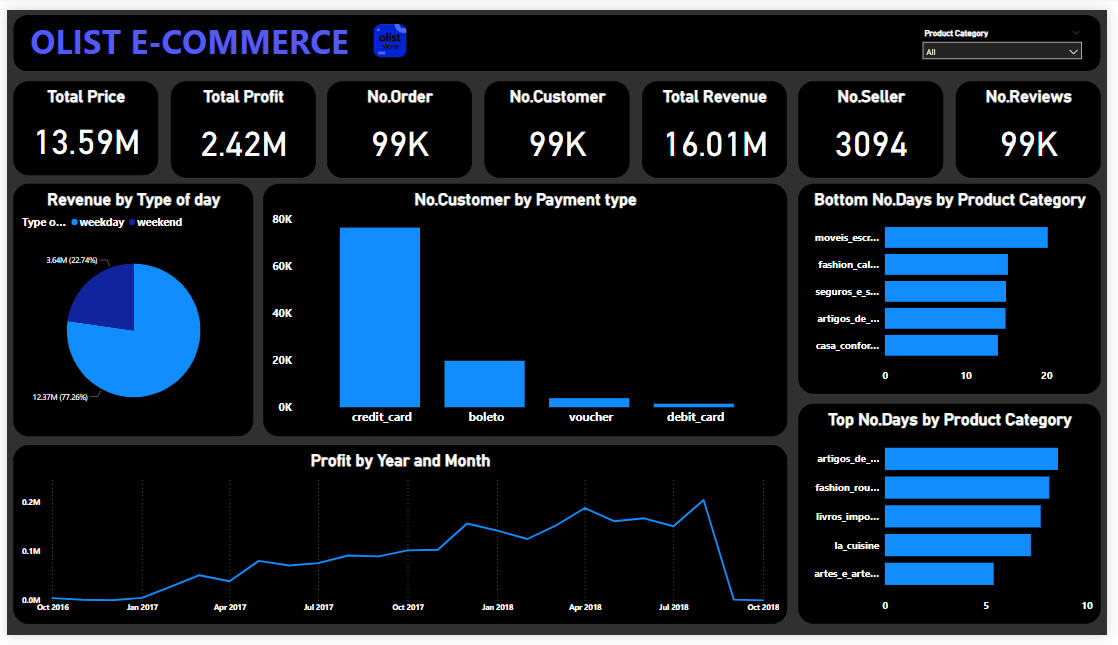 OLIST E-COMMERCE
olist
store
Product Category
All
Total Price
13.59M
Total Profit
2.42M
No.Order
99K
No.Customer
99K
Total Revenue
16.01M
No.Seller
3094
No.Reviews
99K
Revenue by Type of day
Type o... weekday weekend
3.64M (22.74%)
12.37M (77.26%)
No.Customer by Payment type
80K
60K
40K
20K
0K
credit_card boleto voucher debit_card
Bottom No.Days by Product Category
moveis_escr...
fashion_cal...
seguros_e_s...
artigos_de_...
casa_confor...
0 10 20
Profit by Year and Month
0.2M
0.1M
0.0M
Oct 2016 Jan 2017 Apr 2017 Jul 2017 Oct 2017 Jan 2018 Apr 2018 Jul 2018 Oct 2018
Top No.Days by Product Category
artigos_de_...
fashion_rou...
livros_impo...
la_cuisine
artes_e_arte...
0 5 10